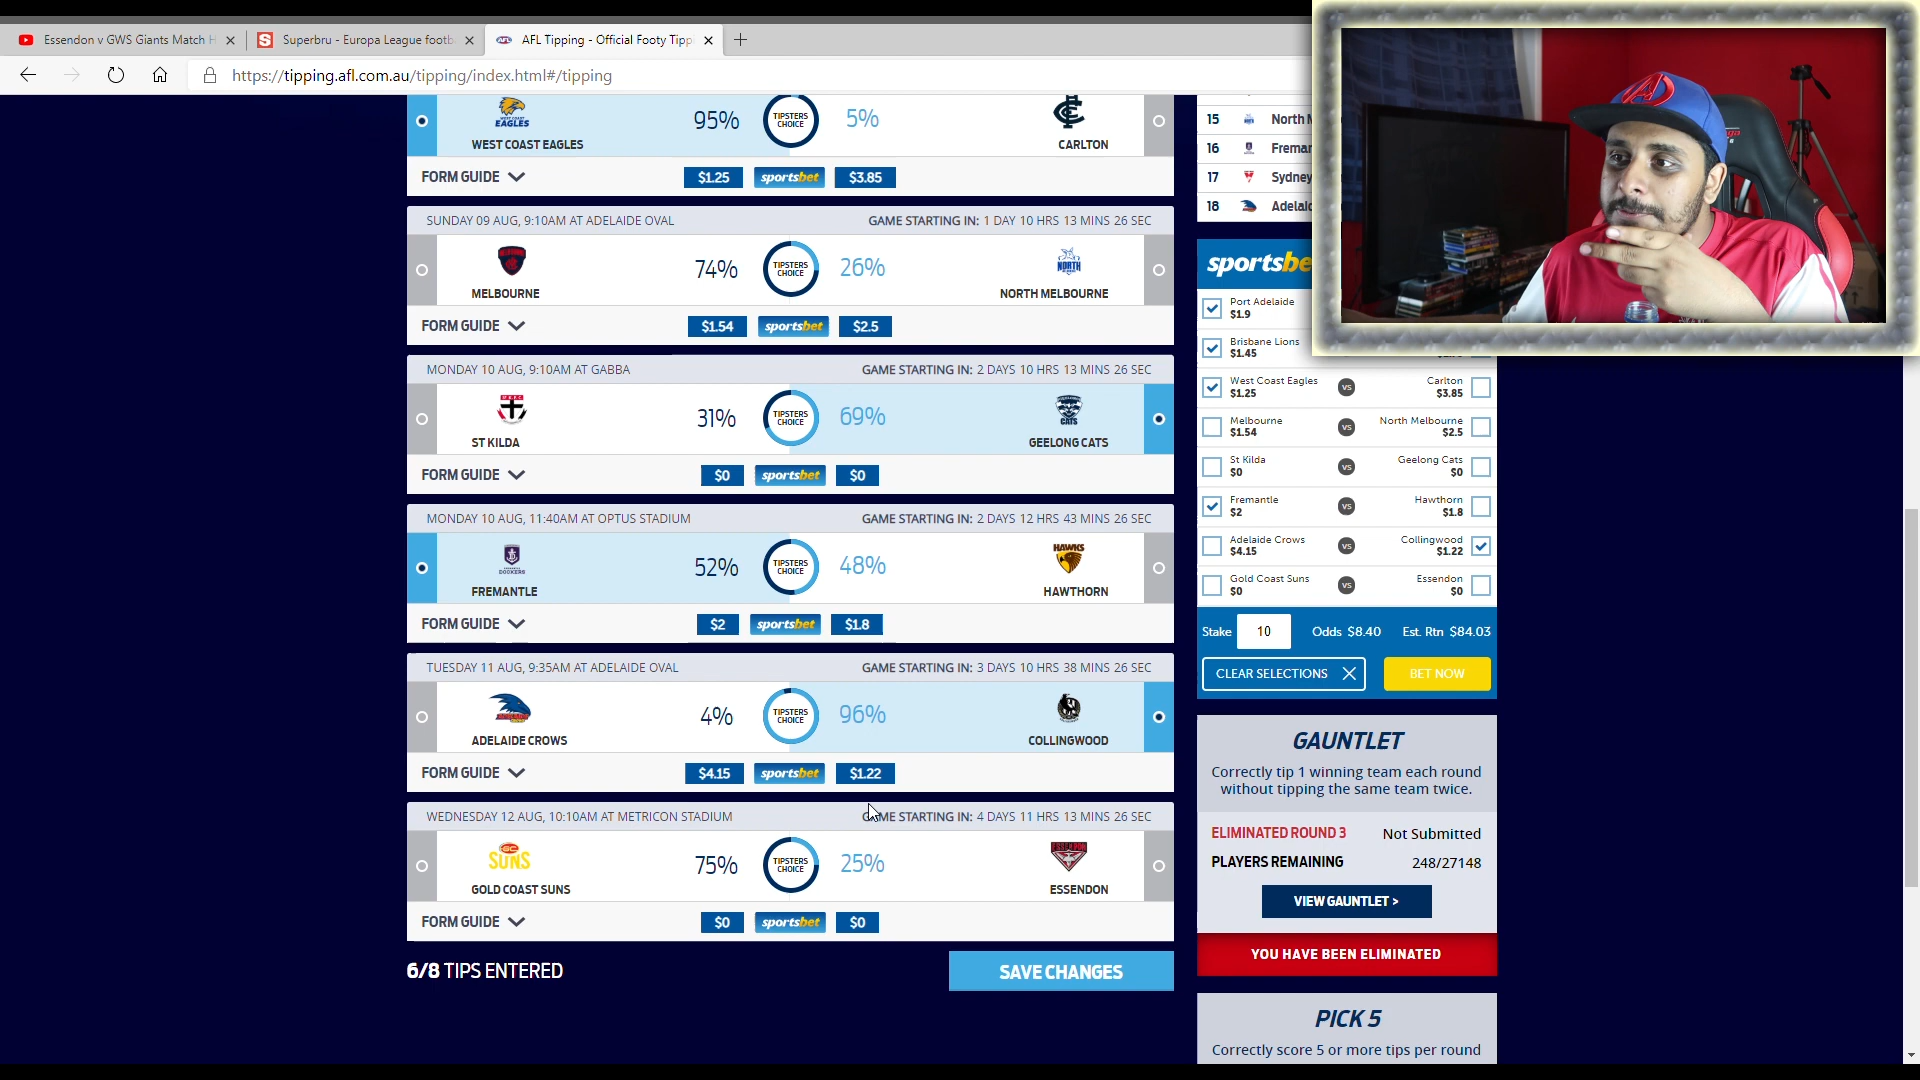 Essendon v GWS Giants Match H
Superbru - Europa League footb
AFL Tipping - Official Footy Tipp
https://tipping.afl.com.au/tipping/index.html#/tipping
WEST COAST EAGLES 95% TIPSTERS CHOICE 5% CARLTON
FORM GUIDE $1.25 sportsbet $3.85
SUNDAY 09 AUG, 9:10AM AT ADELAIDE OVAL GAME STARTING IN: 1 DAY 10 HRS 13 MINS 26 SEC
MELBOURNE 74% TIPSTERS CHOICE 26% NORTH MELBOURNE
FORM GUIDE $1.54 sportsbet $2.5
MONDAY 10 AUG, 9:10AM AT GABBA GAME STARTING IN: 2 DAYS 10 HRS 13 MINS 26 SEC
ST KILDA 31% TIPSTERS CHOICE 69% GEELONG CATS
FORM GUIDE $0 sportsbet $0
MONDAY 10 AUG, 11:40AM AT OPTUS STADIUM GAME STARTING IN: 2 DAYS 12 HRS 43 MINS 26 SEC
FREMANTLE 52% TIPSTERS CHOICE 48% HAWTHORN
FORM GUIDE $2 sportsbet $1.8
TUESDAY 11 AUG, 9:35AM AT ADELAIDE OVAL GAME STARTING IN: 3 DAYS 10 HRS 38 MINS 26 SEC
ADELAIDE CROWS 4% TIPSTERS CHOICE 96% COLLINGWOOD
FORM GUIDE $4.15 sportsbet $1.22
WEDNESDAY 12 AUG, 10:10AM AT METRICON STADIUM GAME STARTING IN: 4 DAYS 11 HRS 13 MINS 26 SEC
GOLD COAST SUNS 75% TIPSTERS CHOICE 25% ESSENDON
FORM GUIDE $0 sportsbet $0
6/8 TIPS ENTERED SAVE CHANGES
15 North M
16 Freman
17 Sydney
18 Adelaid
sportsbe
Port Adelaide
$1.9
Brisbane Lions
$1.45
West Coast Eagles vs Carlton
$1.25 $3.85
Melbourne vs North Melbourne
$1.54 $2.5
St Kilda vs Geelong Cats
$0 $0
Fremantle vs Hawthorn
$2 $1.8
Adelaide Crows vs Collingwood
$4.15 $1.22
Gold Coast Suns vs Essendon
$0 $0
Stake 10 Odds $8.40 Est. Rtn $84.03
CLEAR SELECTIONS BET NOW
GAUNTLET
Correctly tip 1 winning team each round
without tipping the same team twice.
ELIMINATED ROUND 3 Not Submitted
PLAYERS REMAINING 248/27148
VIEW GAUNTLET >
YOU HAVE BEEN ELIMINATED
PICK 5
Correctly score 5 or more tips per round